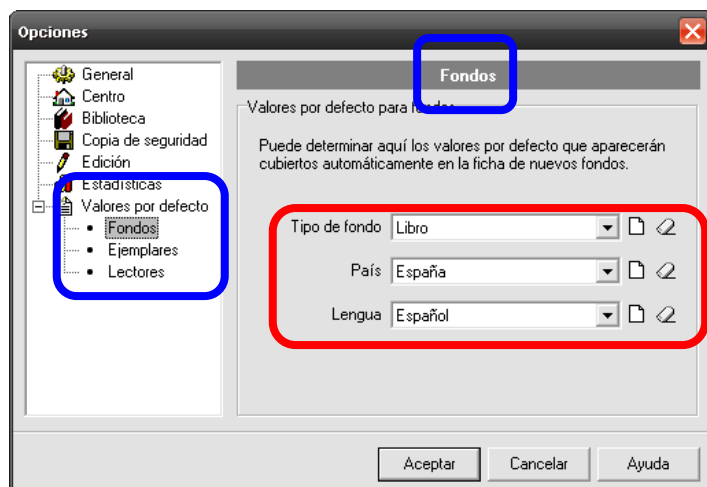 Opciones
General
Centro
Biblioteca
Copia de seguridad
Edición
Estadísticas
Valores por defecto
Fondos
Ejemplares
Lectores
Fondos
Valores por defecto para fondos
Puede determinar aquí los valores por defecto que aparecerán
cubiertos automáticamente en la ficha de nuevos fondos.
Tipo de fondo Libro
País España
Lengua Español
Aceptar Cancelar Ayuda